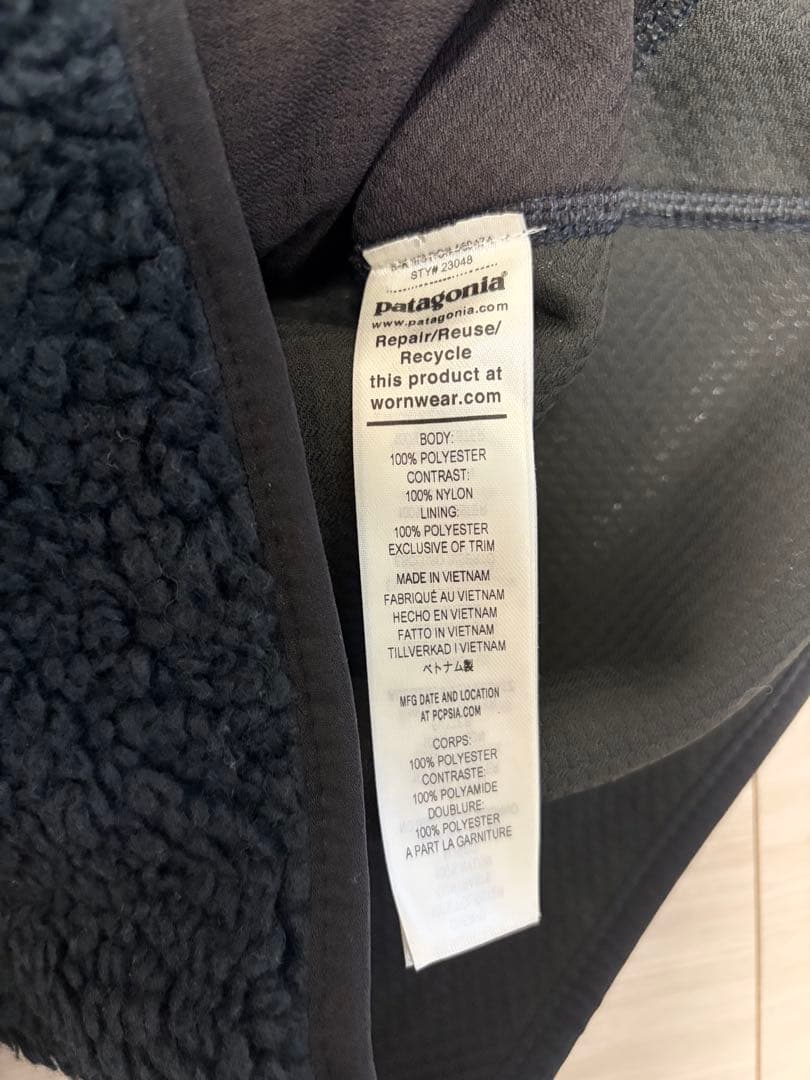 STY# 23048
patagonia®
www.patagonia.com
Repair/Reuse/
Recycle
this product at
wornwear.com
BODY:
100% POLYESTER
CONTRAST:
100% NYLON
LINING:
100% POLYESTER
EXCLUSIVE OF TRIM
MADE IN VIETNAM
FABRIQUÉ AU VIETNAM
HECHO EN VIETNAM
FATTO IN VIETNAM
TILLVERKAD I VIETNAM
ベトナム製
MFG DATE AND LOCATION
AT PCPSIA.COM
CORPS:
100% POLYESTER
CONTRASTE:
100% POLYAMIDE
DOUBLURE:
100% POLYESTER
A PART LA GARNITURE